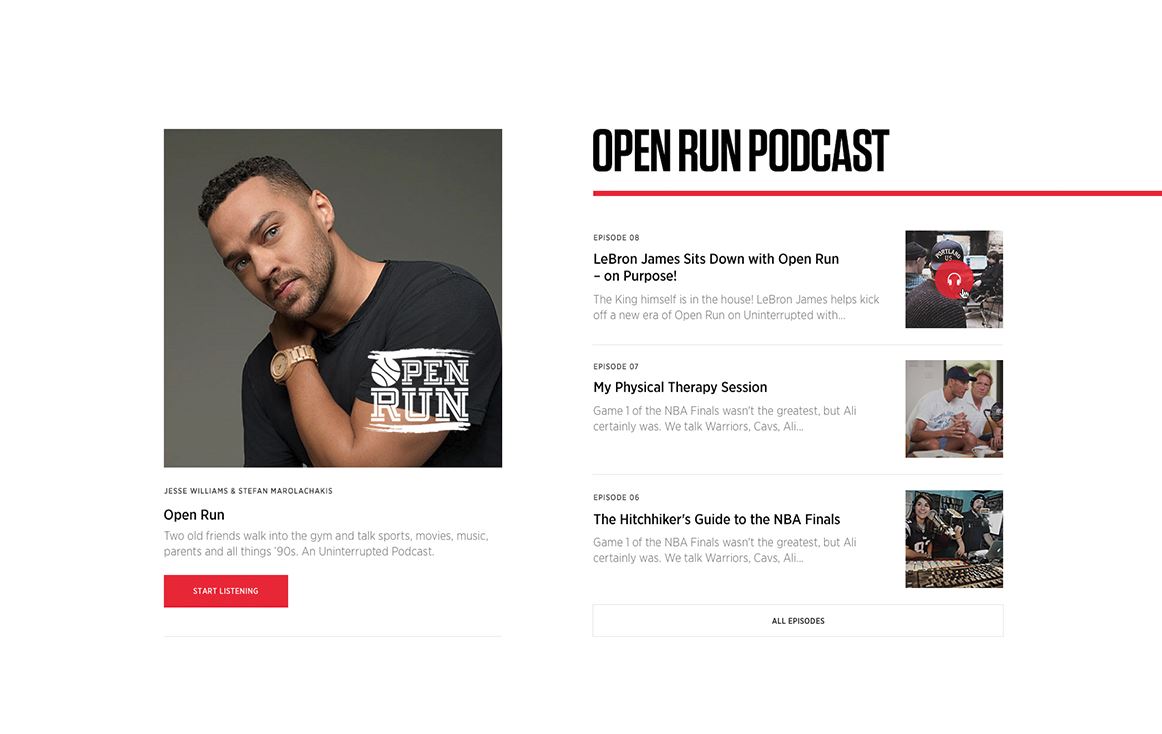 OPEN
RUN
JESSE WILLIAMS & STEFAN MAROLACHAKIS
Open Run
Two old friends walk into the gym and talk sports, movies, music,
parents and all things '90s. An Uninterrupted Podcast.
START LISTENING
OPEN RUN PODCAST
EPISODE 08
LeBron James Sits Down with Open Run
– on Purpose!
The King himself is in the house! LeBron James helps kick
off a new era of Open Run on Uninterrupted with...
PORTLAND
EPISODE 07
My Physical Therapy Session
Game 1 of the NBA Finals wasn't the greatest, but Ali
certainly was. We talk Warriors, Cavs, Ali...
EPISODE 06
The Hitchhiker's Guide to the NBA Finals
Game 1 of the NBA Finals wasn't the greatest, but Ali
certainly was. We talk Warriors, Cavs, Ali...
ALL EPISODES